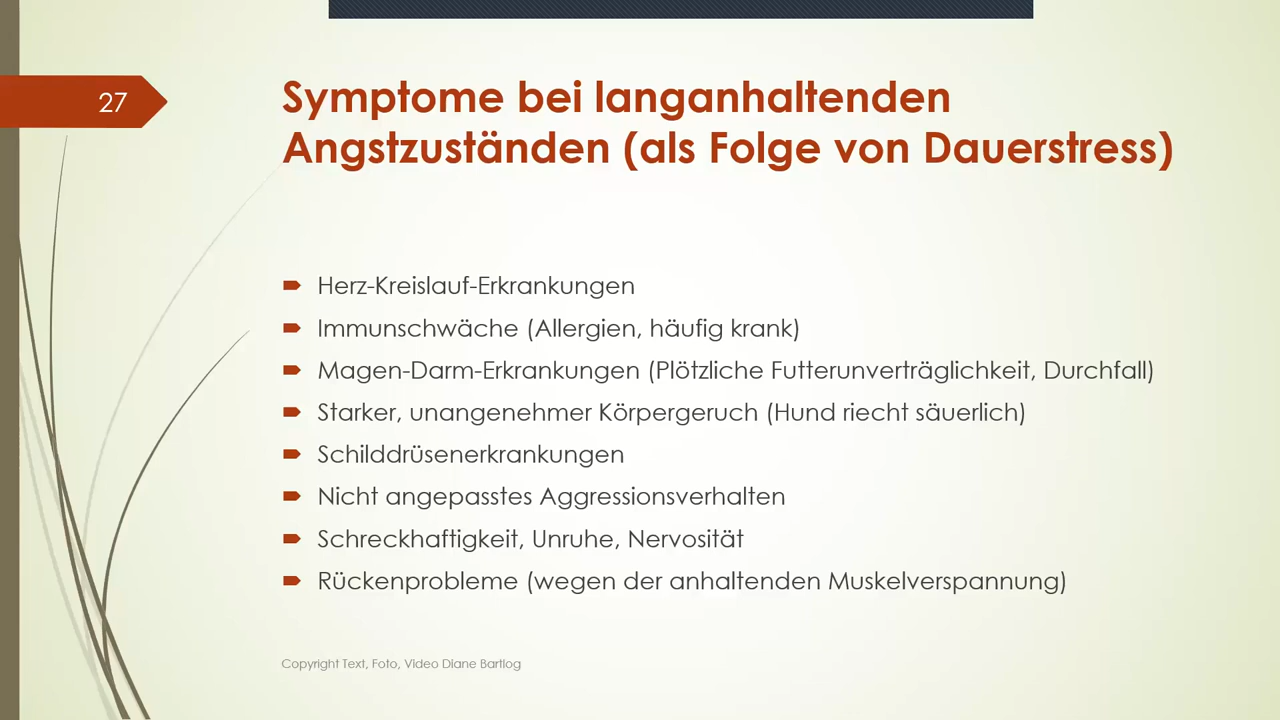 27
Symptome bei langanhaltenden
Angstzuständen (als Folge von Dauerstress)
Herz-Kreislauf-Erkrankungen
Immunschwäche (Allergien, häufig krank)
Magen-Darm-Erkrankungen (Plötzliche Futterunverträglichkeit, Durchfall)
Starker, unangenehmer Körpergeruch (Hund riecht säuerlich)
Schilddrüsenerkrankungen
Nicht angepasstes Aggressionsverhalten
Schreckhaftigkeit, Unruhe, Nervosität
Rückenprobleme (wegen der anhaltenden Muskelverspannung)
Copyright Text, Foto, Video Diane Bartlog